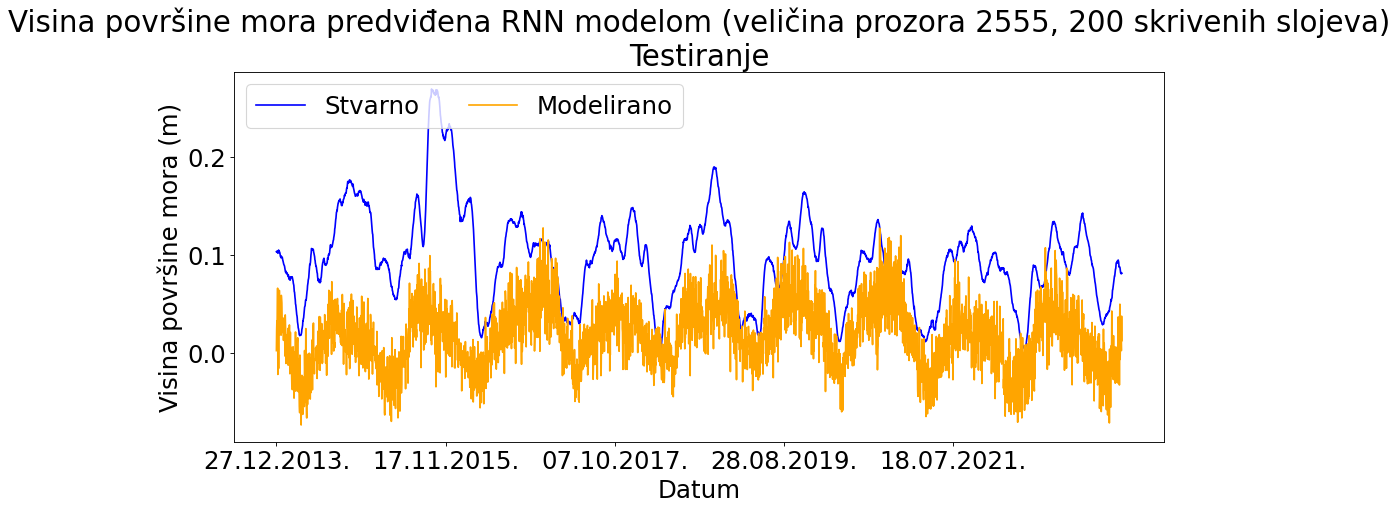 Visina površine mora predviđena RNN modelom (veličina prozora 2555, 200 skrivenih slojeva)
Testiranje
Stvarno
Modelirano
Visina površine mora (m)
0.2
0.1
0.0
27.12.2013.
17.11.2015.
07.10.2017.
28.08.2019.
18.07.2021.
Datum